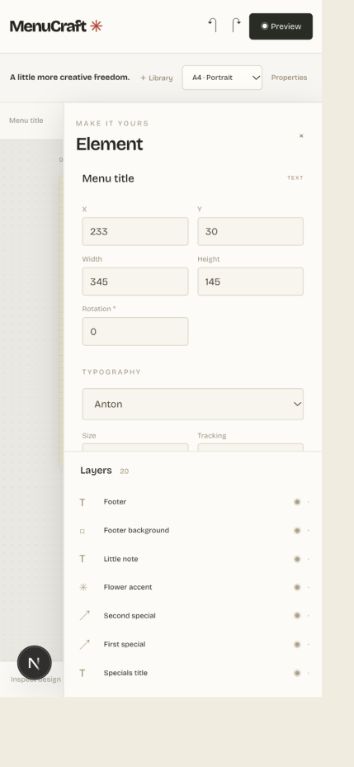 MenuCraft
Preview
A little more creative freedom.
+ Library
A4 · Portrait
Properties
Menu title
MAKE IT YOURS
Element
×
Menu title
TEXT
X
Y
233
30
Width
Height
345
145
Rotation °
0
TYPOGRAPHY
Anton
Size
Tracking
Layers 20
T Footer
Footer background
T Little note
Flower accent
Second special
First special
T Specials title
N
design